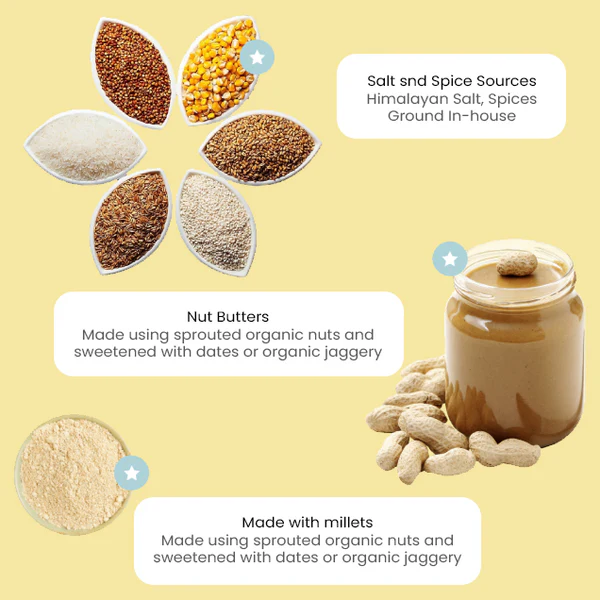 Salt snd Spice Sources
Himalayan Salt, Spices
Ground In-house
Nut Butters
Made using sprouted organic nuts and
sweetened with dates or organic jaggery
Made with millets
Made using sprouted organic nuts and
sweetened with dates or organic jaggery